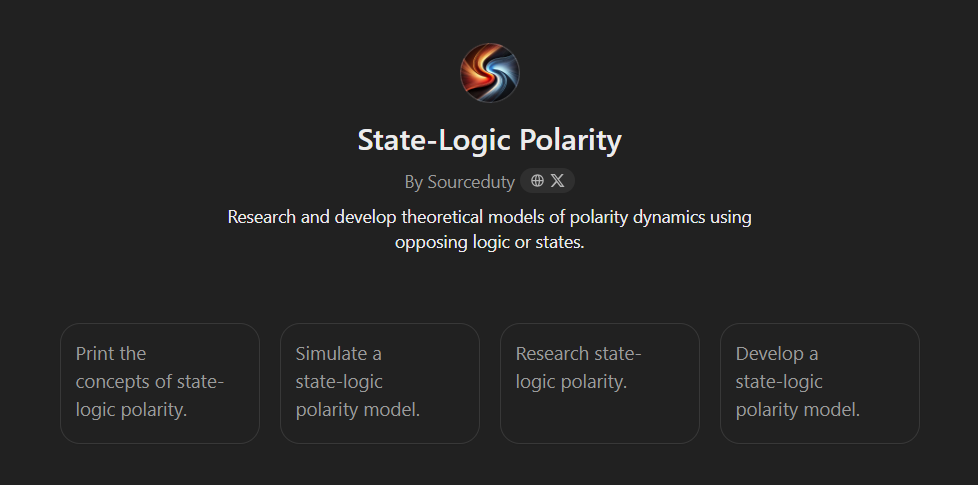 State-Logic Polarity
By Sourceduty
Research and develop theoretical models of polarity dynamics using
opposing logic or states.
Print the
concepts of state-
logic polarity.
Simulate a
state-logic
polarity model.
Research state-
logic polarity.
Develop a
state-logic
polarity model.